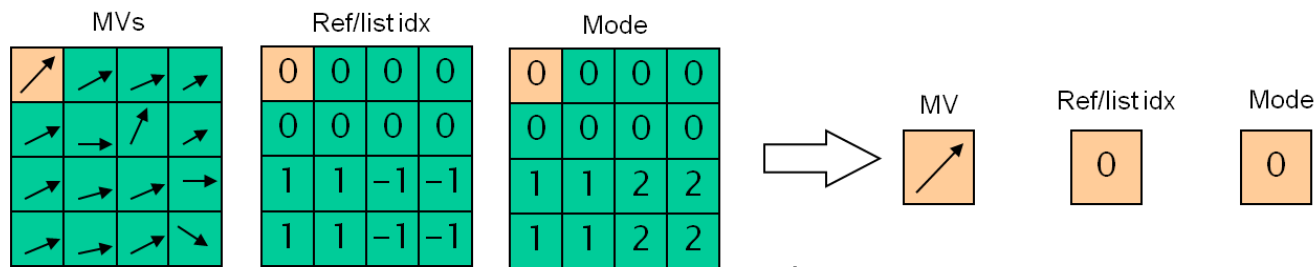 MVs Ref/list idx Mode
0 0 0 0 0 0 0 0
0 0 0 0 0 0 0 0
1 1 −1 −1 1 1 2 2
1 1 −1 −1 1 1 2 2
MV Ref/list idx Mode
0 0